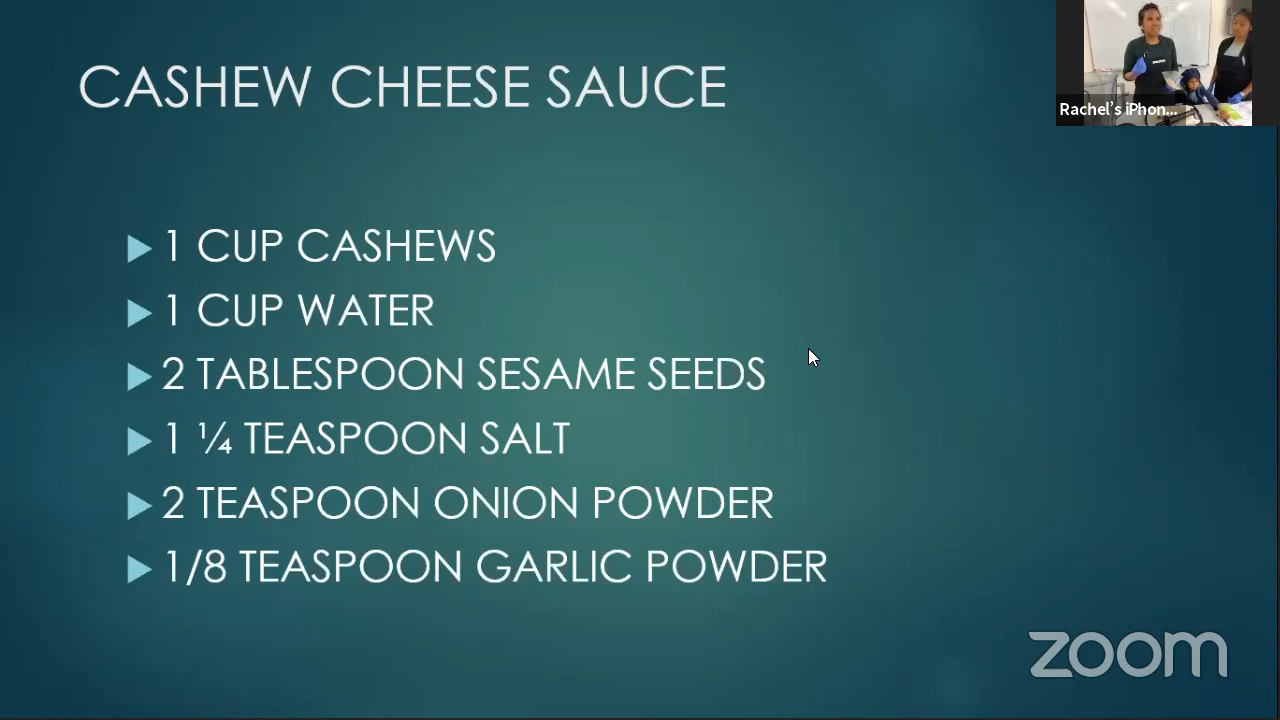 CASHEW CHEESE SAUCE
Rachel's iPhon...
1 CUP CASHEWS
1 CUP WATER
2 TABLESPOON SESAME SEEDS
1 ¼ TEASPOON SALT
2 TEASPOON ONION POWDER
1/8 TEASPOON GARLIC POWDER
zoom